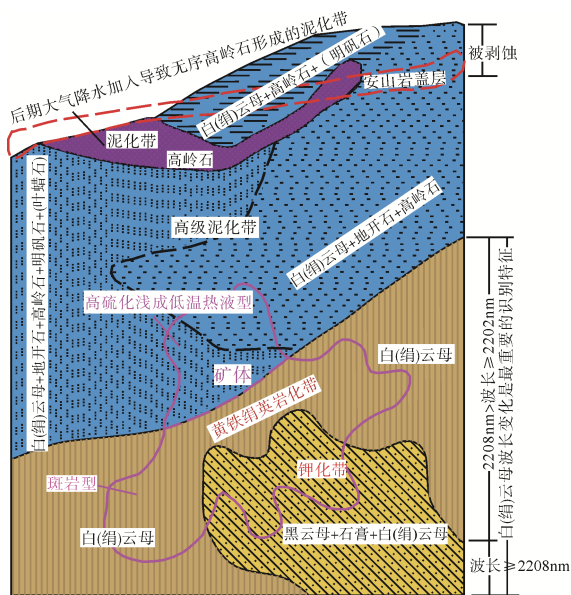 后期大气降水加入导致无序高岭石形成的泥化带
白(绢)云母+高岭石+(明矾石)
被剥蚀
安山岩盖层
泥化带
高岭石
高级泥化带
白(绢)云母+地开石+高岭石
白(绢)云母+地开石+高岭石+明矾石+(叶蜡石)
高硫化浅成低温热液型
矿体
白(绢)云母
黄铁绢英岩化带
钾化带
斑岩型
白(绢)云母
黑云母+石膏+白(绢)云母
2208nm>波长≥2202nm
白(绢)云母波长变化是最重要的识别特征
波长≥2208nm